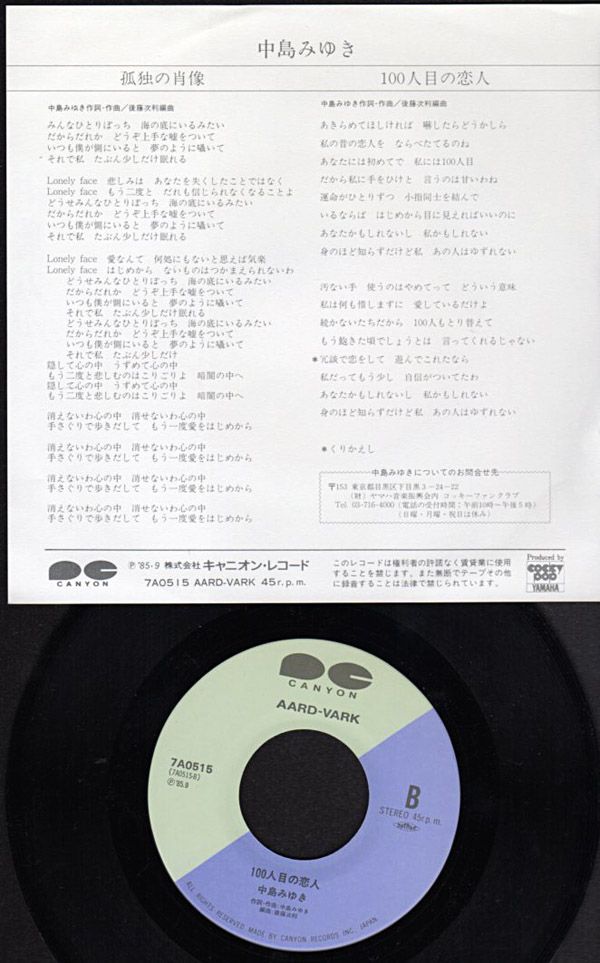 中島みゆき
孤独の肖像
中島みゆき作詞・作曲/後藤次利編曲
みんなひとりぼっち 海の底にいるみたい
だからだれか どうぞ上手な嘘をついて
いつも僕が側にいると 夢のように囁いて
それで私 たぶん少しだけ眠れる
Lonely face 悲しみは あなたを失くしたことではなく
Lonely face もう二度と だれも信じられなくなることよ
どうせみんなひとりぼっち 海の底にいるみたい
だからだれか どうぞ上手な嘘をついて
いつも僕が側にいると 夢のように囁いて
それで私 たぶん少しだけ眠れる
Lonely face 愛なんて 何処にもないと思えば気楽
Lonely face はじめから ないものはつかまえられないわ
どうせみんなひとりぼっち 海の底にいるみたい
だからだれか どうぞ上手な嘘をついて
いつも僕が側にいると 夢のように囁いて
それで私 たぶん少しだけ眠れる
どうせみんなひとりぼっち 海の底にいるみたい
だからだれか どうぞ上手な嘘をついて
いつも僕が側にいると 夢のように囁いて
それで私 たぶん少しだけ
隠して心の中 うずめて心の中
もう二度と悲しむのはこりごりよ 暗闇の中へ
隠して心の中 うずめて心の中
もう二度と悲しむのはこりごりよ 暗闇の中へ
消えないわ心の中 消せないわ心の中
手さぐりで歩きだして もう一度愛をはじめから
消えないわ心の中 消せないわ心の中
手さぐりで歩きだして もう一度愛をはじめから
消えないわ心の中 消せないわ心の中
手さぐりで歩きだして もう一度愛をはじめから
消えないわ心の中 消せないわ心の中
手さぐりで歩きだして もう一度愛をはじめから
100人目の恋人
中島みゆき作詞・作曲/後藤次利編曲
あきらめてほしければ 嚇したらどうかしら
私の昔の恋人を ならべたてるのね
あなたには初めてで 私には100人目
だから私に手をひけと 言うのは甘いわね
運命がひとりずつ 小指同士を結んで
いるならば はじめから目に見えればいいのに
あなたかもしれないし 私かもしれない
身のほど知らずだけど私 あの人はゆずれない
汚ない手 使うのはやめてって どういう意味
私は何も惜しまずに 愛しているだけよ
続かないたちだから 100人もとり替えて
もう飽きた頃でしょうとは 言ってくれるじゃない
*冗談で恋をして 遊んでこれたなら
私だってもう少し 自信がついてたわ
あなたかもしれないし 私かもしれない
身のほど知らずだけど私 あの人はゆずれない
*くりかえし
中島みゆきについてのお問合せ先
〒153 東京都目黒区下目黒3-24-22
(財)ヤマハ音楽振興会内 コッキーファンクラブ
Tel. 03-716-4000(電話の受付時間:午前10時〜午後5時)
(日曜・月曜・祝日は休み)
CANYON
Ⓟ'85・9 株式会社 キャニオン・レコード
7A0515 AARD-VARK 45 r.p.m.
このレコードは権利者の許諾なく賃貸業に使用
することを禁じます。また無断でテープその他
に録音することは法律で禁じられています。
Produced by
COCKY
POP
YAMAHA
CANYON
AARD-VARK
7A0515
(7A0515-B)
Ⓟ'85.9
B
STEREO 45r.p.m.
100人目の恋人
中島みゆき
作詞・作曲:中島みゆき
編曲:後藤次利
ALL RIGHTS RESERVED MADE BY CANYON RECORDS INC. JAPAN